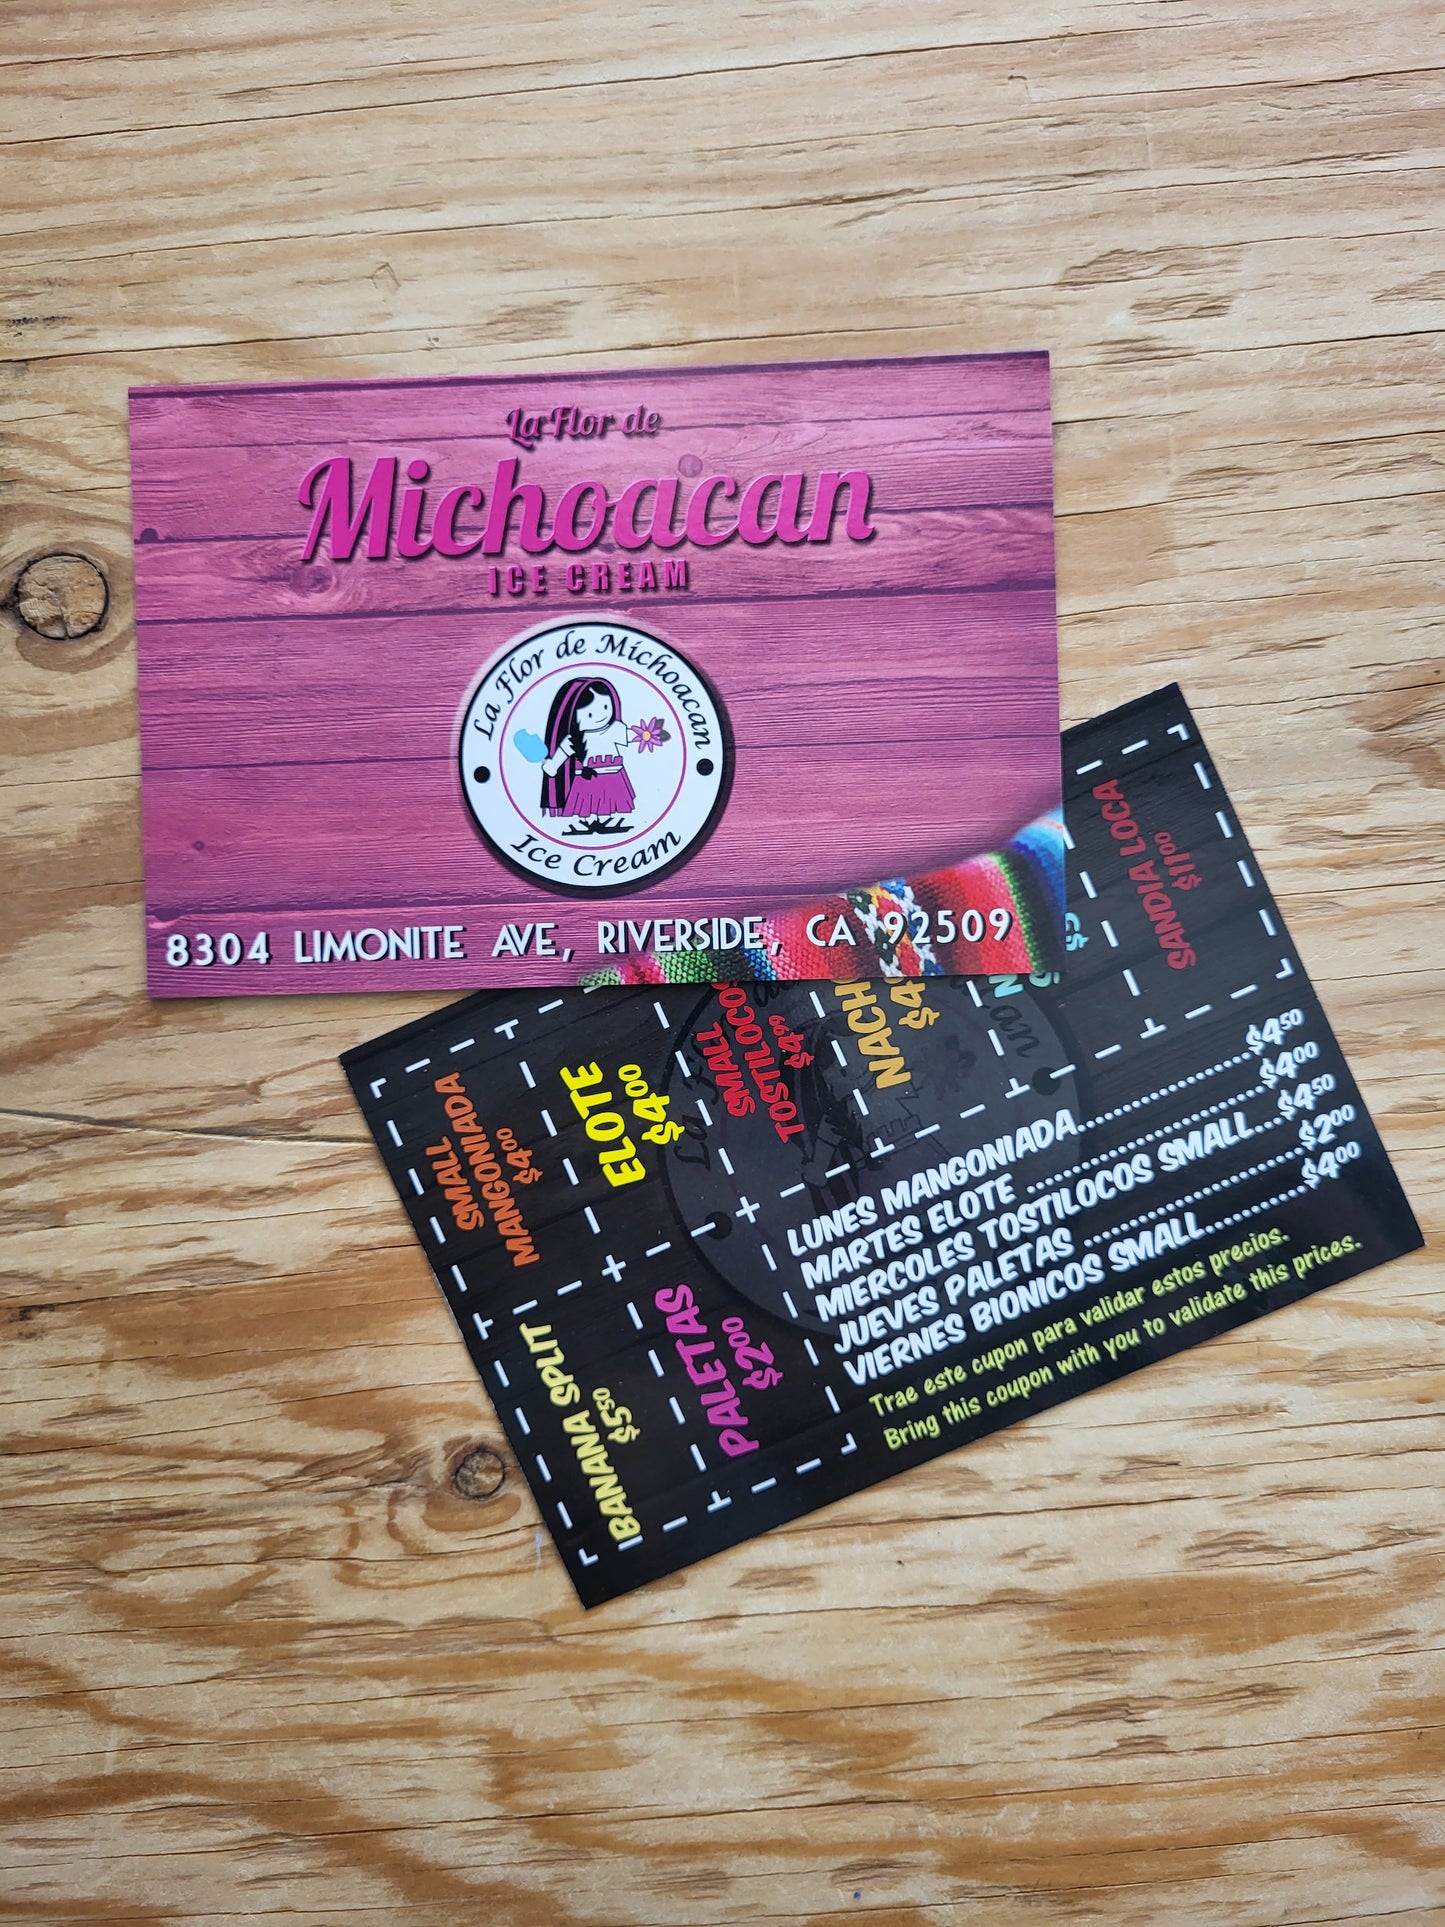 La Flor de
Michoacan
ICE CREAM
La Flor de Michoacan
Ice Cream
8304 LIMONITE AVE, RIVERSIDE, CA 92509
SMALL
MANGONIADA
$4.00
ELOTE
$4.00
SMALL
TOSTILOCOS
$4.99
SANDIA LOCA
$11.00
BANANA SPLIT
$5.50
PALETAS
$2.00
LUNES MANGONIADA..........$4.50
MARTES ELOTE ..........$4.00
MIERCOLES TOSTILOCOS SMALL...$4.50
JUEVES PALETAS ..........$2.00
VIERNES BIONICOS SMALL..........$4.00
Trae este cupon para validar estos precios.
Bring this coupon with you to validate this prices.